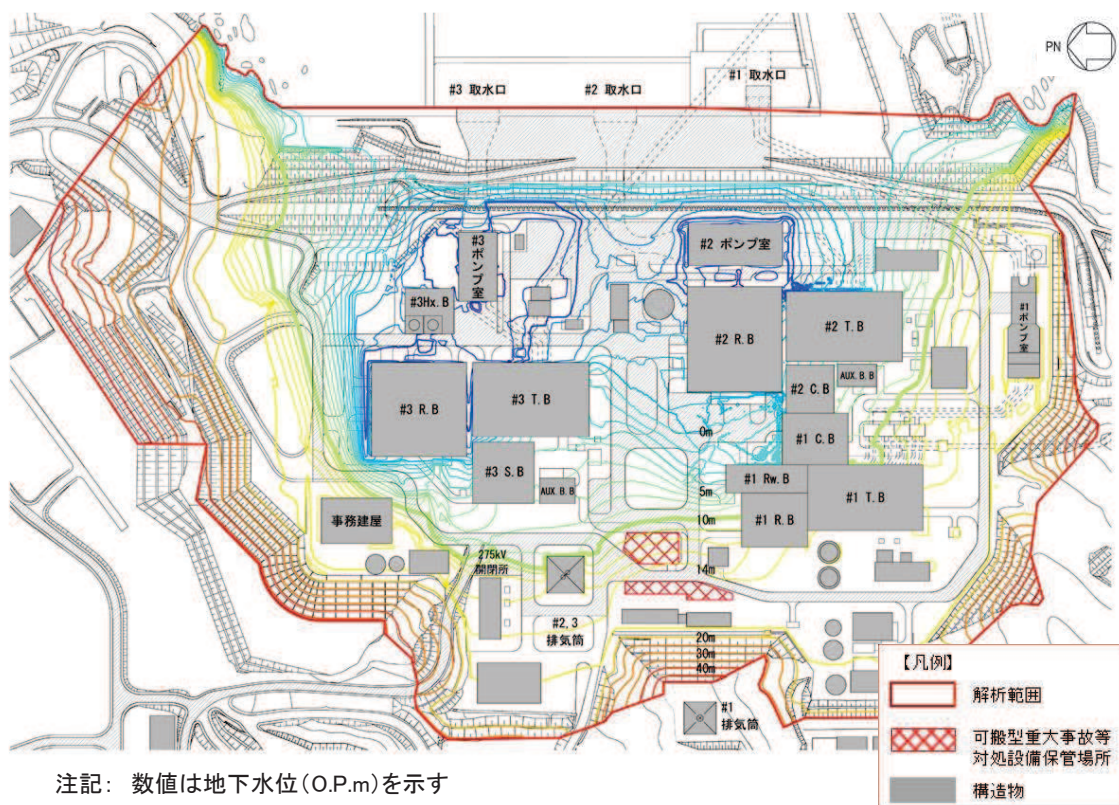 PN
#3 取水口
#2 取水口
#1 取水口
#3
ポンプ室
#2 ポンプ室
#3Hx. B
#1
ポンプ室
#2 R. B
#2 T. B
#3 R. B
#3 T. B
#2 C. B
AUX. B. B
#1 C. B
0m
#3 S. B
AUX. B. B
#1 Rw. B
5m
#1 T. B
#1 R. B
10m
事務建屋
275kV
開閉所
14m
#2, 3
排気筒
20m
30m
40m
#1
排気筒
【凡例】
解析範囲
可搬型重大事故等
対処設備保管場所
構造物
注記: 数値は地下水位(O.P.m)を示す